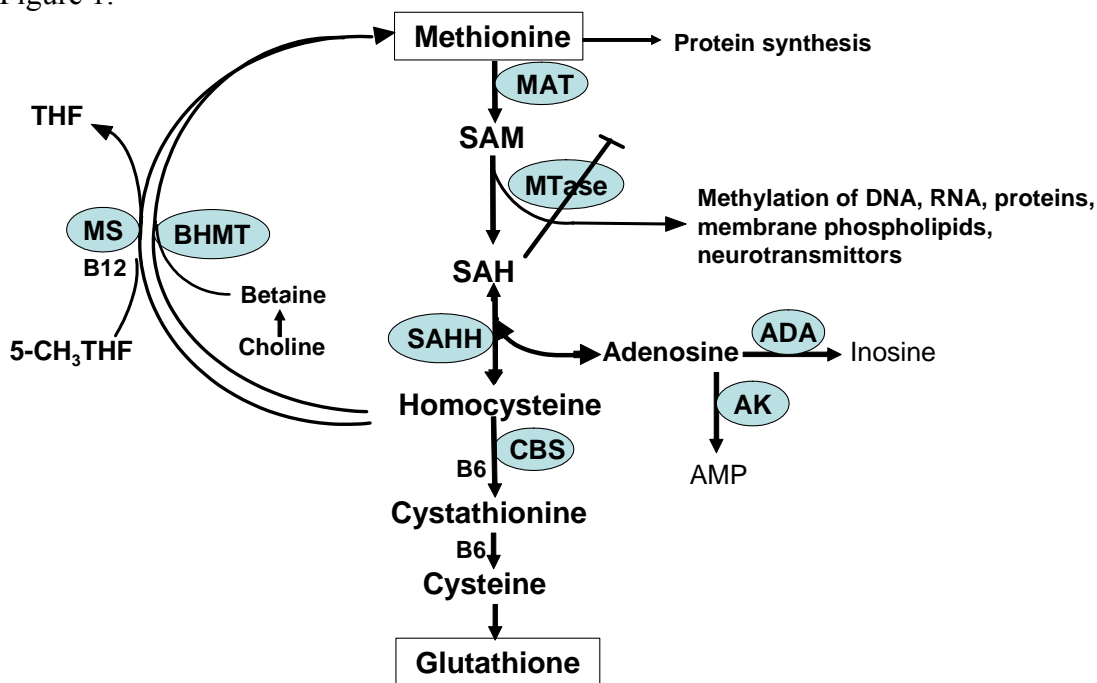 Figure 1.
Methionine
Protein synthesis
MAT
THF
SAM
MTase
Methylation of DNA, RNA, proteins,
membrane phospholipids,
neurotransmittors
MS
BHMT
B12
SAH
Betaine
5-CH₃THF
Choline
SAHH
Adenosine
ADA
Inosine
Homocysteine
AK
CBS
B6
AMP
Cystathionine
B6
Cysteine
Glutathione